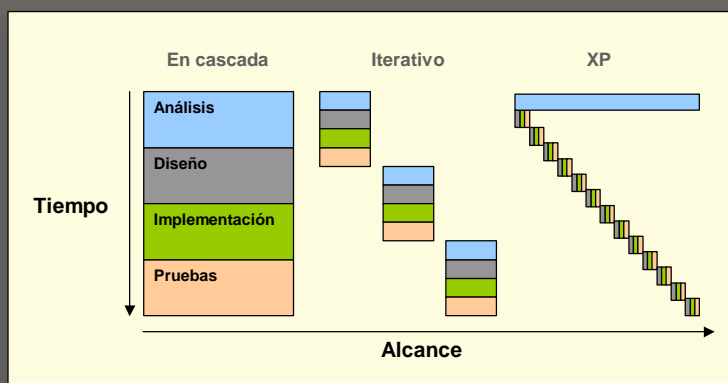 En cascada
Iterativo
XP
Análisis
Diseño
Implementación
Pruebas
Tiempo
Alcance